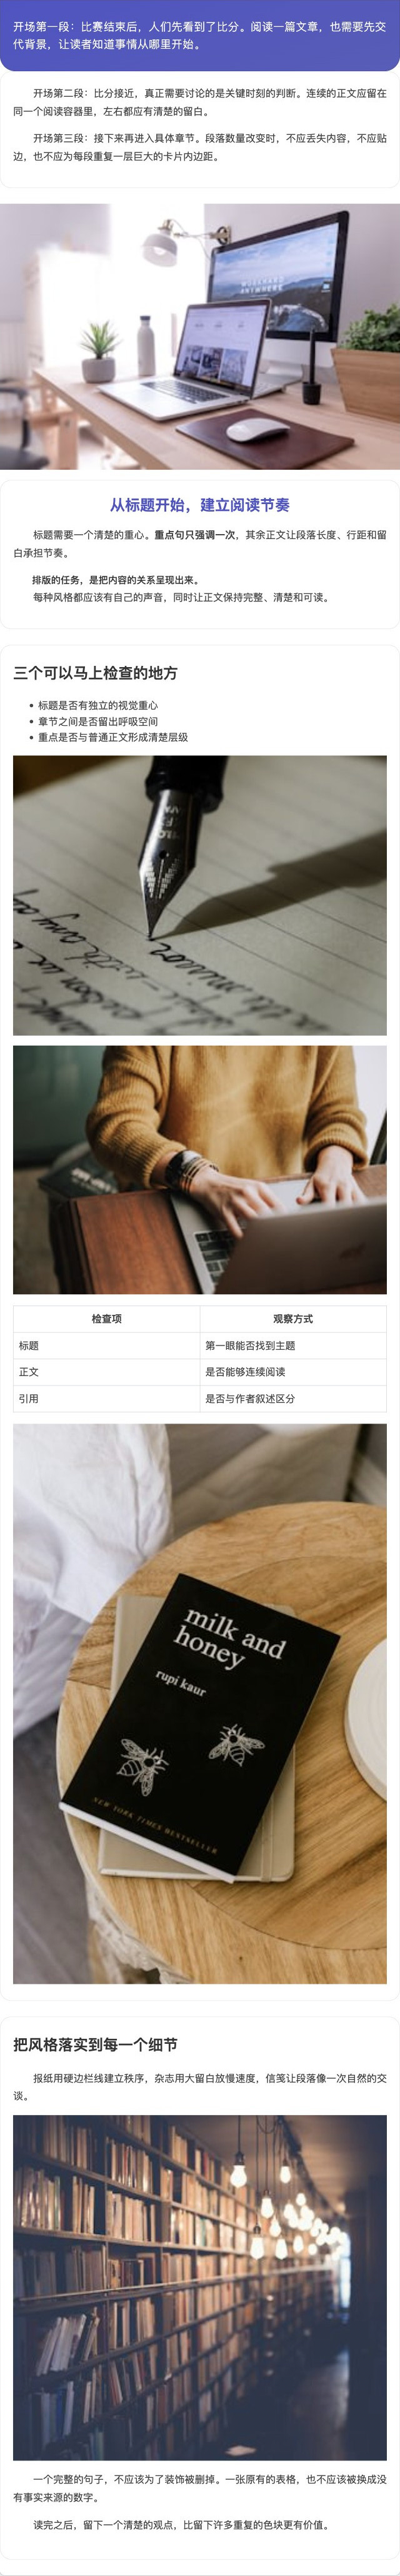 开场第一段：比赛结束后，人们先看到了比分。阅读一篇文章，也需要先交
代背景，让读者知道事情从哪里开始。
开场第二段：比分接近，真正需要讨论的是关键时刻的判断。连续的正文应留在
同一个阅读容器里，左右都应有清楚的留白。
开场第三段：接下来再进入具体章节。段落数量改变时，不应丢失内容，不应贴
边，也不应为每段重复一层巨大的卡片内边距。
从标题开始，建立阅读节奏
标题需要一个清楚的重心。重点句只强调一次，其余正文让段落长度、行距和留
白承担节奏。
排版的任务，是把内容的关系呈现出来。
每种风格都应该有自己的声音，同时让正文保持完整、清楚和可读。
三个可以马上检查的地方
• 标题是否有独立的视觉重心
• 章节之间是否留出呼吸空间
• 重点是否与普通正文形成清楚层级
检查项 观察方式
标题 第一眼能否找到主题
正文 是否能够连续阅读
引用 是否与作者叙述区分
milk and
honey
rupi kaur
NEW YORK TIMES BESTSELLER
把风格落实到每一个细节
报纸用硬边栏线建立秩序，杂志用大留白放慢速度，信笺让段落像一次自然的交
谈。
一个完整的句子，不应该为了装饰被删掉。一张原有的表格，也不应该被换成没
有事实来源的数字。
读完之后，留下一个清楚的观点，比留下许多重复的色块更有价值。